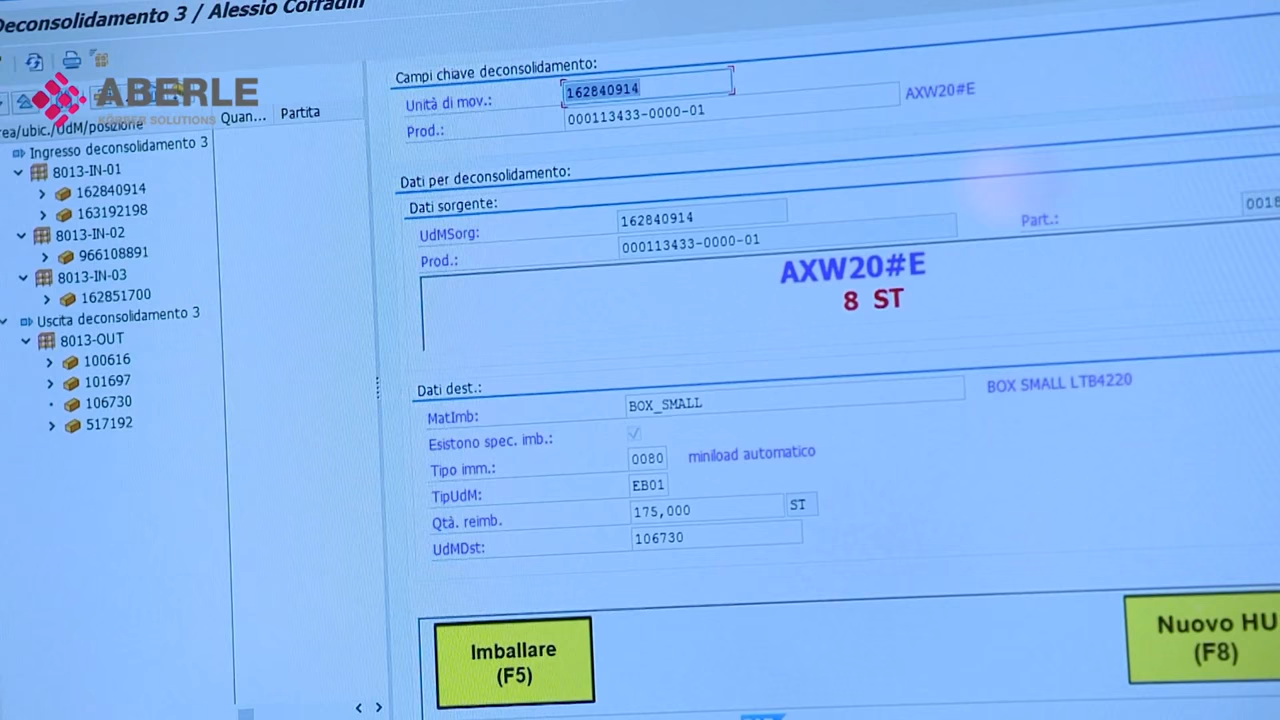 Deconsolidamento 3 / Alessio Corradin
ABERLE
KÖRBER SOLUTIONS
rea/ubic./UdM/posizione Quan... Partita
Ingresso deconsolidamento 3
8013-IN-01
162840914
163192198
8013-IN-02
966108891
8013-IN-03
162851700
Uscita deconsolidamento 3
8013-OUT
100616
101697
106730
517192
Campi chiave deconsolidamento:
Unità di mov.: 162840914
Prod.: 000113433-0000-01 AXW20#E
Dati per deconsolidamento:
Dati sorgente:
UdMSorg: 162840914 Part.: 0018
Prod.: 000113433-0000-01
AXW20#E
8 ST
Dati dest.:
MatImb: BOX_SMALL BOX SMALL LTB4220
Esistono spec. imb.:
Tipo imm.: 0080 miniload automatico
TipUdM: EB01
Qtà. reimb. 175,000 ST
UdMDst: 106730
Imballare
(F5)
Nuovo HU
(F8)